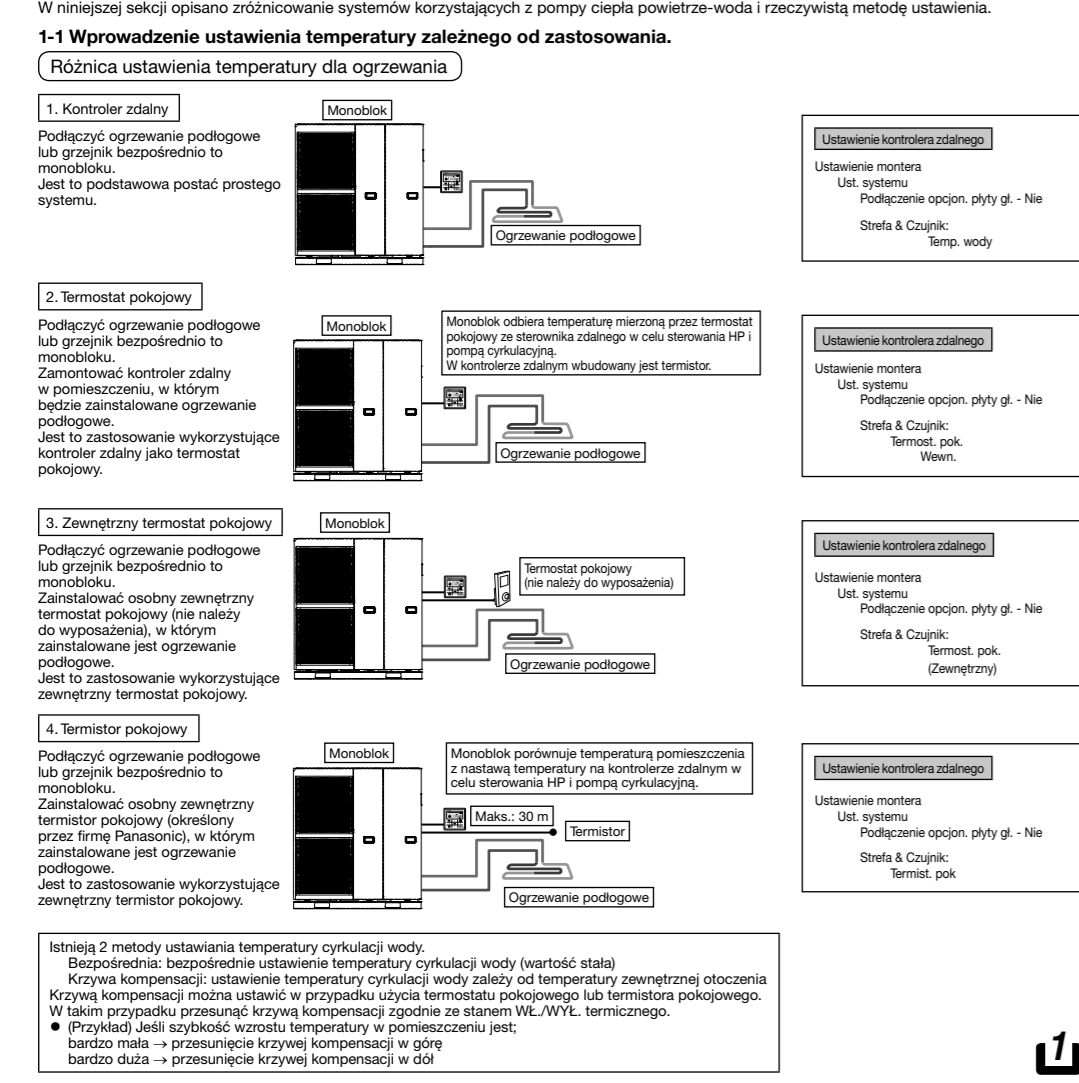 W niniejszej sekcji opisano zróżnicowanie systemów korzystających z pompy ciepła powietrze-woda i rzeczywistą metodę ustawienia.
1-1 Wprowadzenie ustawienia temperatury zależnego od zastosowania.
Różnica ustawienia temperatury dla ogrzewania
1. Kontroler zdalny
Podłączyć ogrzewanie podłogowe
lub grzejnik bezpośrednio to
monobloku.
Jest to podstawowa postać prostego
systemu.
Monoblok
Ogrzewanie podłogowe
Ustawienie kontrolera zdalnego
Ustawienie montera
Ust. systemu
Podłączenie opcjon. płyty gł. - Nie
Strefa & Czujnik:
Temp. wody
2. Termostat pokojowy
Podłączyć ogrzewanie podłogowe
lub grzejnik bezpośrednio to
monobloku.
Zamontować kontroler zdalny
w pomieszczeniu, w którym
będzie zainstalowane ogrzewanie
podłogowe.
Jest to zastosowanie wykorzystujące
kontroler zdalny jako termostat
pokojowy.
Monoblok
Monoblok odbiera temperaturę mierzoną przez termostat
pokojowy ze sterownika zdalnego w celu sterowania HP i
pompą cyrkulacyjną.
W kontrolerze zdalnym wbudowany jest termistor.
Ogrzewanie podłogowe
Ustawienie kontrolera zdalnego
Ustawienie montera
Ust. systemu
Podłączenie opcjon. płyty gł. - Nie
Strefa & Czujnik:
Termost. pok.
Wewn.
3. Zewnętrzny termostat pokojowy
Podłączyć ogrzewanie podłogowe
lub grzejnik bezpośrednio to
monobloku.
Zainstalować osobny zewnętrzny
termostat pokojowy (nie należy
do wyposażenia), w którym
zainstalowane jest ogrzewanie
podłogowe.
Jest to zastosowanie wykorzystujące
zewnętrzny termostat pokojowy.
Monoblok
Termostat pokojowy
(nie należy do wyposażenia)
Ogrzewanie podłogowe
Ustawienie kontrolera zdalnego
Ustawienie montera
Ust. systemu
Podłączenie opcjon. płyty gł. - Nie
Strefa & Czujnik:
Termost. pok.
(Zewnętrzny)
4. Termistor pokojowy
Podłączyć ogrzewanie podłogowe
lub grzejnik bezpośrednio to
monobloku.
Zainstalować osobny zewnętrzny
termistor pokojowy (określony
przez firmę Panasonic), w którym
zainstalowane jest ogrzewanie
podłogowe.
Jest to zastosowanie wykorzystujące
zewnętrzny termistor pokojowy.
Monoblok
Monoblok porównuje temperaturą pomieszczenia
z nastawą temperatury na kontrolerze zdalnym w
celu sterowania HP i pompą cyrkulacyjną.
Maks.: 30 m
Termistor
Ogrzewanie podłogowe
Ustawienie kontrolera zdalnego
Ustawienie montera
Ust. systemu
Podłączenie opcjon. płyty gł. - Nie
Strefa & Czujnik:
Termist. pok
Istnieją 2 metody ustawiania temperatury cyrkulacji wody.
Bezpośrednia: bezpośrednie ustawienie temperatury cyrkulacji wody (wartość stała)
Krzywa kompensacji: ustawienie temperatury cyrkulacji wody zależy od temperatury zewnętrznej otoczenia
Krzywą kompensacji można ustawić w przypadku użycia termostatu pokojowego lub termistora pokojowego.
W takim przypadku przesunąć krzywą kompensacji zgodnie ze stanem WŁ./WYŁ. termicznego.
● (Przykład) Jeśli szybkość wzrostu temperatury w pomieszczeniu jest;
bardzo mała → przesunięcie krzywej kompensacji w górę
bardzo duża → przesunięcie krzywej kompensacji w dół
1